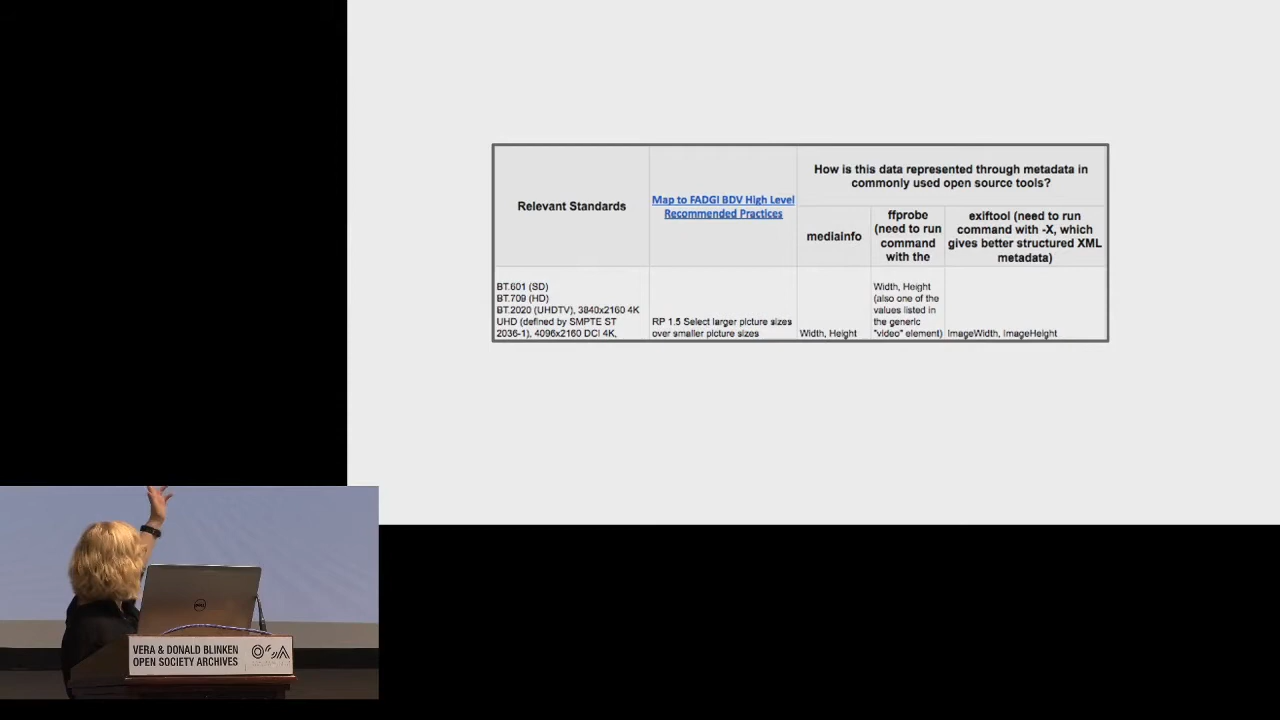 How is this data represented through metadata in
commonly used open source tools?
Relevant Standards
Map to FADGI BDV High Level
Recommended Practices
mediainfo
ffprobe
(need to run
command
with the
exiftool (need to run
command with -X, which
gives better structured XML
metadata)
BT.601 (SD)
BT.709 (HD)
BT.2020 (UHDTV), 3840x2160 4K
UHD (defined by SMPTE ST
2036-1), 4096x2160 DCI 4K,
RP 1.5 Select larger picture sizes
over smaller picture sizes
Width, Height
Width, Height
(also one of the
values listed in
the generic
"video" element)
ImageWidth, ImageHeight
DELL
VERA & DONALD BLINKEN
OPEN SOCIETY ARCHIVES